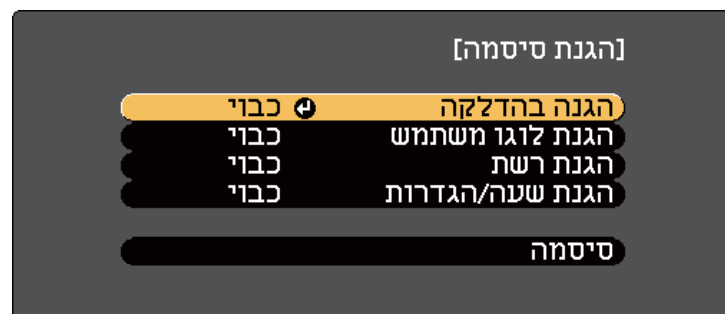 [הגנת סיסמה]
הגנה בהדלקה כבוי
הגנת לוגו משתמש כבוי
הגנת רשת כבוי
הגנת שעה/הגדרות כבוי
סיסמה